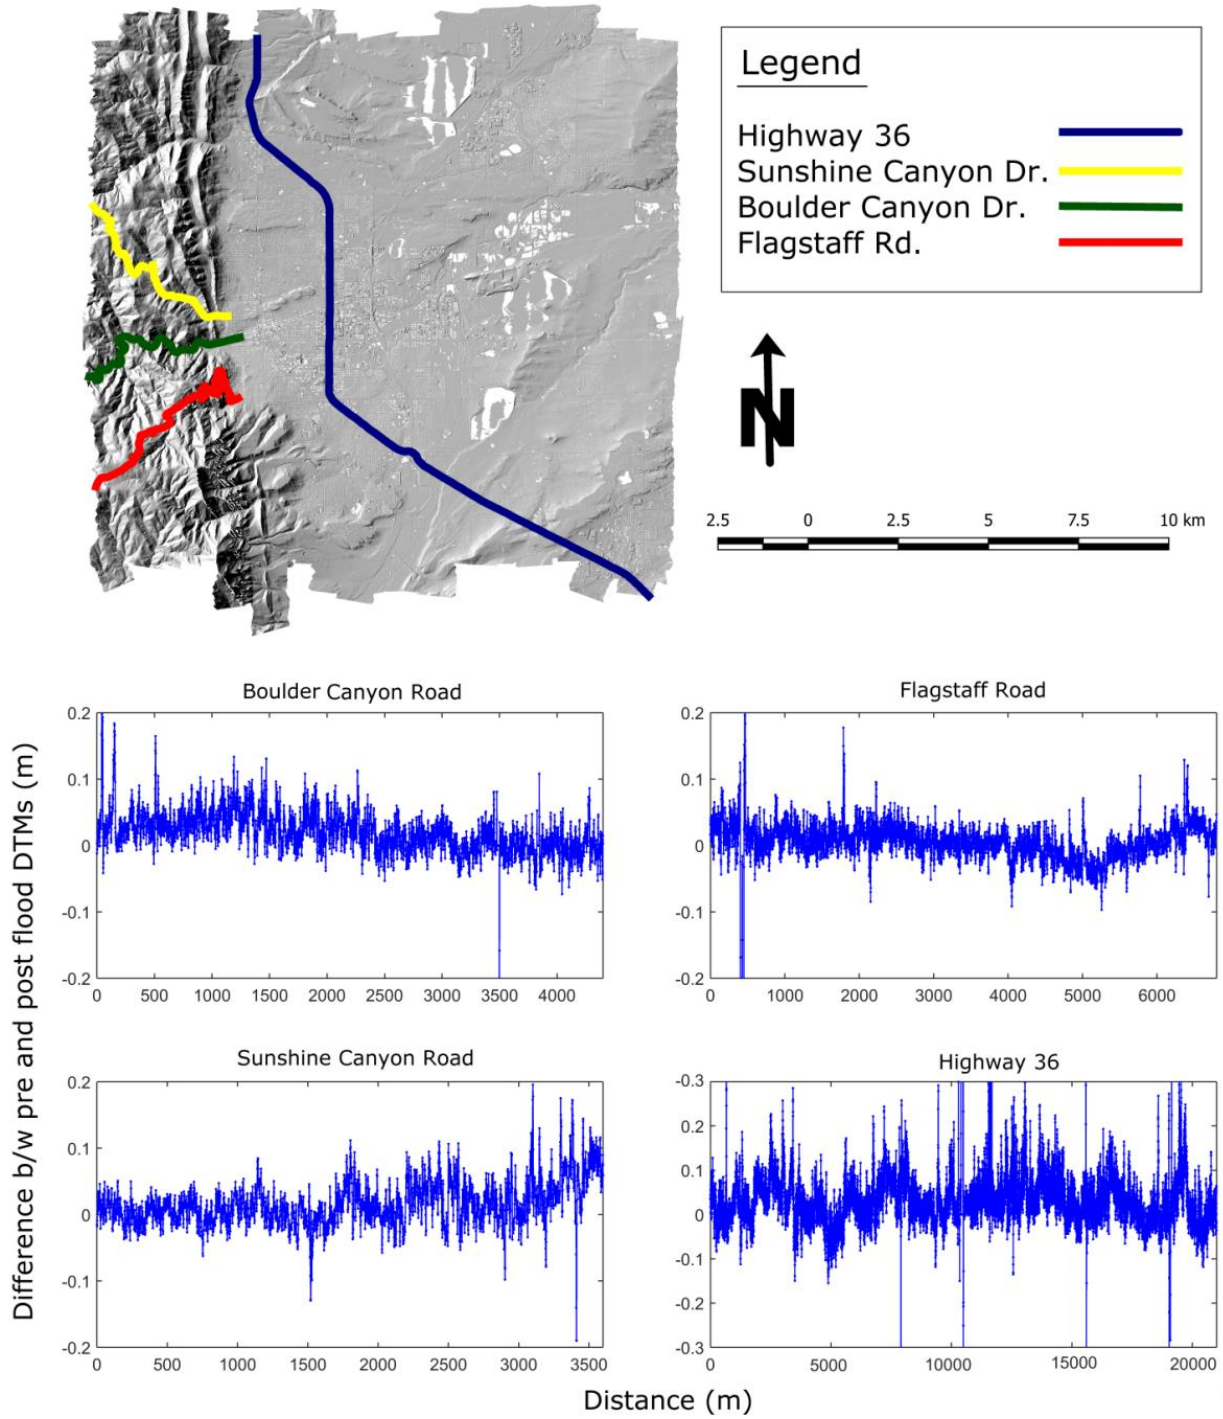 Legend
Highway 36
Sunshine Canyon Dr.
Boulder Canyon Dr.
Flagstaff Rd.
N
2.5 0 2.5 5 7.5 10 km
Difference b/w pre and post flood DTMs (m)
Boulder Canyon Road
0.2
0.1
0
-0.1
-0.2
0 500 1000 1500 2000 2500 3000 3500 4000
Flagstaff Road
0.2
0.1
0
-0.1
-0.2
0 1000 2000 3000 4000 5000 6000
Sunshine Canyon Road
0.2
0.1
0
-0.1
-0.2
0 500 1000 1500 2000 2500 3000 3500
Highway 36
-0.3
0.2
0.1
0
-0.1
-0.2
-0.3
0 5000 10000 15000 20000
Distance (m)